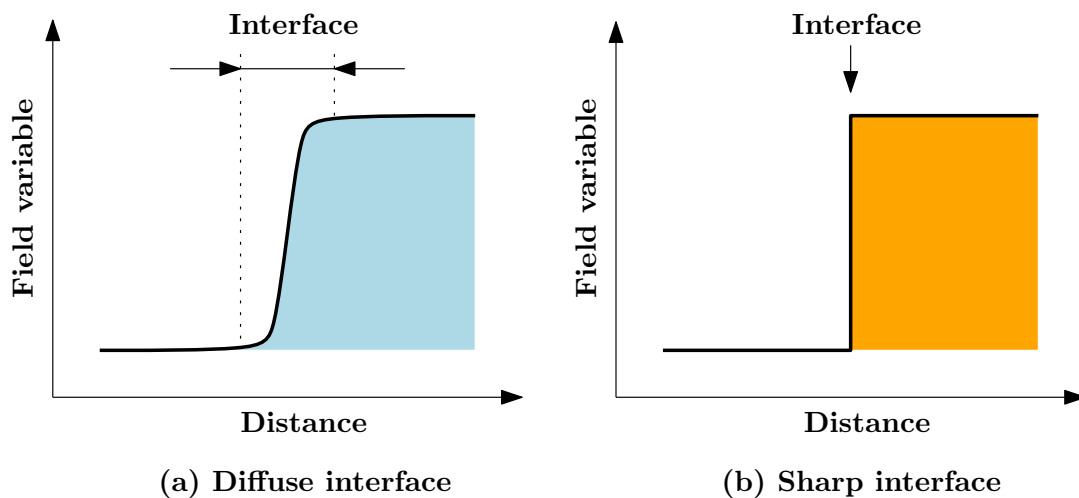 Interface
Field variable
Distance
(a) Diffuse interface
Interface
Field variable
Distance
(b) Sharp interface